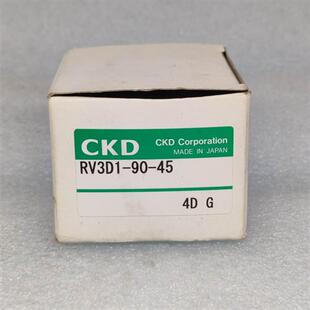 CKD
CKD Corporation
MADE IN JAPAN
RV3D1-90-45
4D G